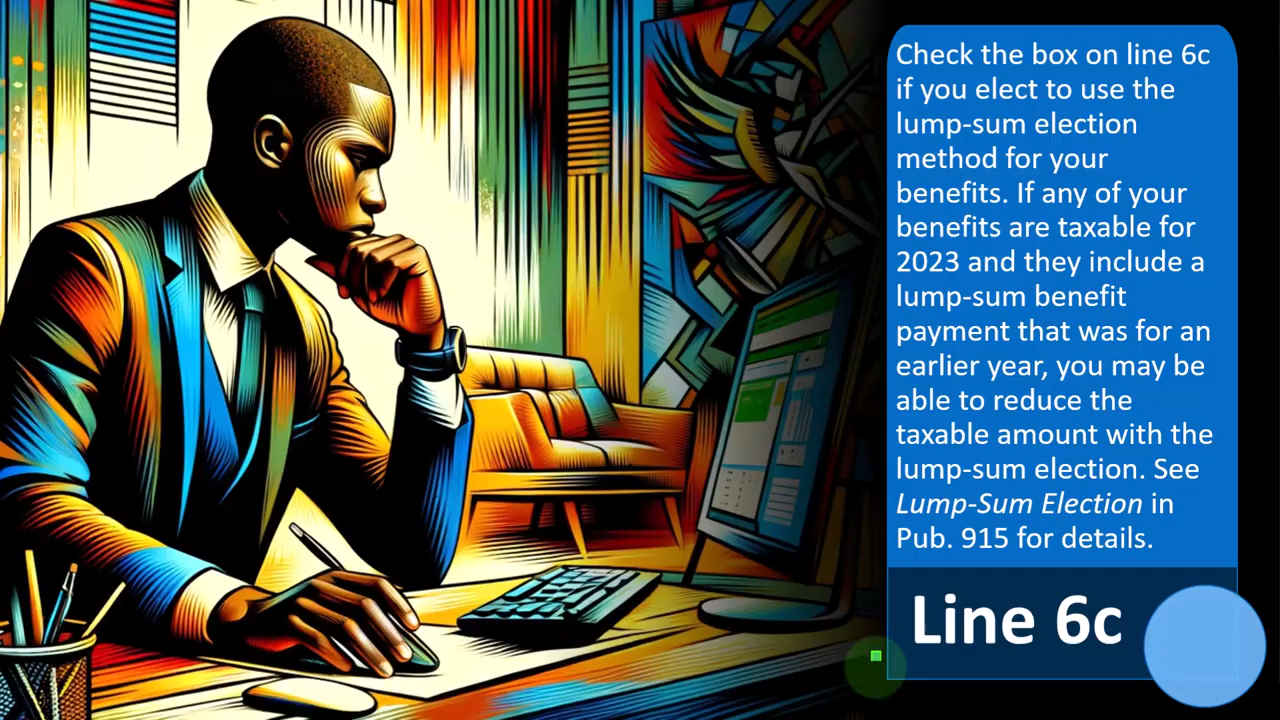 Check the box on line 6c
if you elect to use the
lump-sum election
method for your
benefits. If any of your
benefits are taxable for
2023 and they include a
lump-sum benefit
payment that was for an
earlier year, you may be
able to reduce the
taxable amount with the
lump-sum election. See
Lump-Sum Election in
Pub. 915 for details.
Line 6c